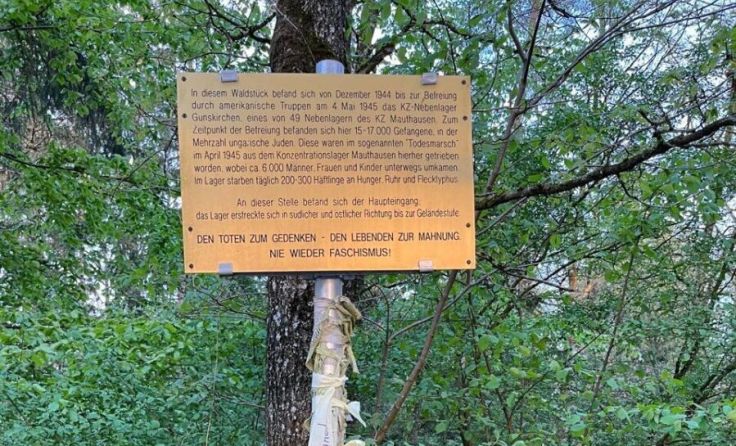 In diesem Waldstück befand sich von Dezember 1944 bis zur Befreiung
durch amerikanische Truppen am 4 Mai 1945 das KZ-Nebenlager
Gunskirchen, eines von 49 Nebenlagern des KZ Mauthausen. Zum
Zeitpunkt der Befreiung befanden sich hier 15-17.000 Gefangene, in der
Mehrzahl ungarische Juden. Diese waren im sogenannten "Todesmarsch"
im April 1945 aus dem Konzentrationslager Mauthausen hierher getrieben
worden, wobei ca. 6.000 Männer, Frauen und Kinder unterwegs umkamen.
Im Lager starben täglich 200-300 Häftlinge an Hunger, Ruhr und Flecktyphus.
An dieser Stelle befand sich der Haupteingang,
das Lager erstreckte sich in südlicher und östlicher Richtung bis zur Geländestufe
DEN TOTEN ZUM GEDENKEN - DEN LEBENDEN ZUR MAHNUNG.
NIE WIEDER FASCHISMUS!